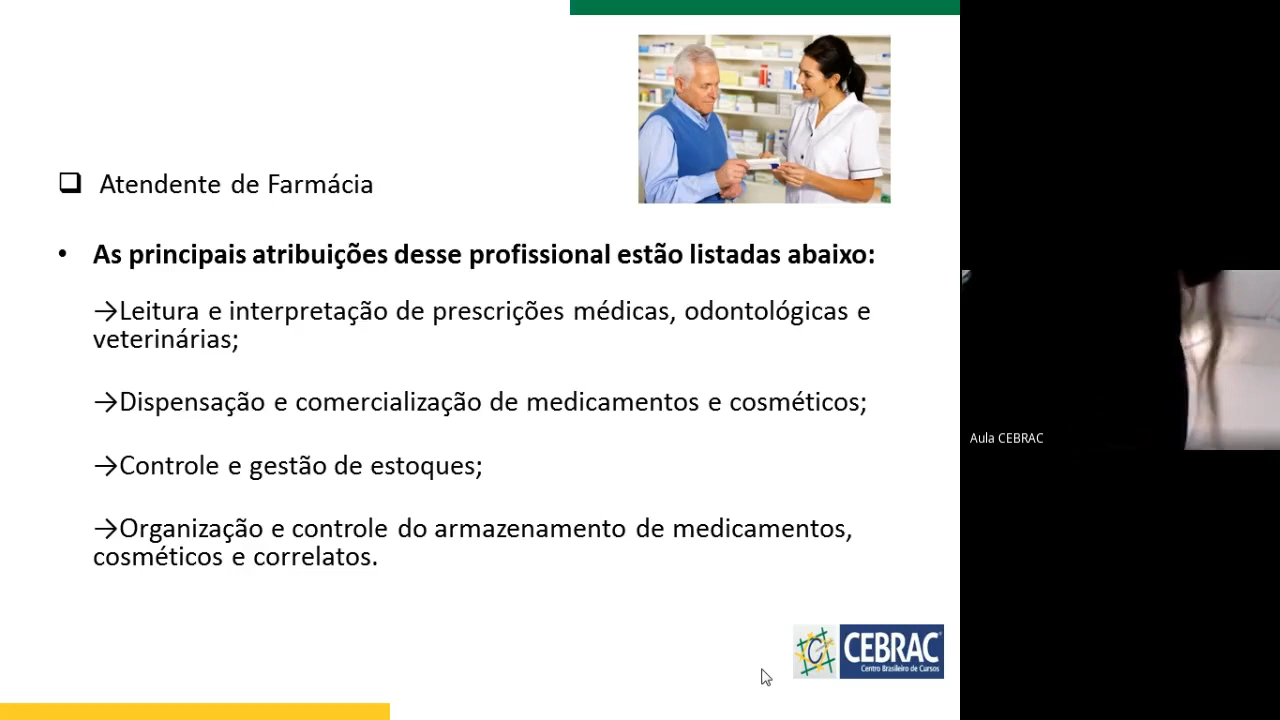 ❑ Atendente de Farmácia
• As principais atribuições desse profissional estão listadas abaixo:
→Leitura e interpretação de prescrições médicas, odontológicas e
veterinárias;
→Dispensação e comercialização de medicamentos e cosméticos;
→Controle e gestão de estoques;
→Organização e controle do armazenamento de medicamentos,
cosméticos e correlatos.
CEBRAC®
Centro Brasileiro de Cursos
Aula CEBRAC